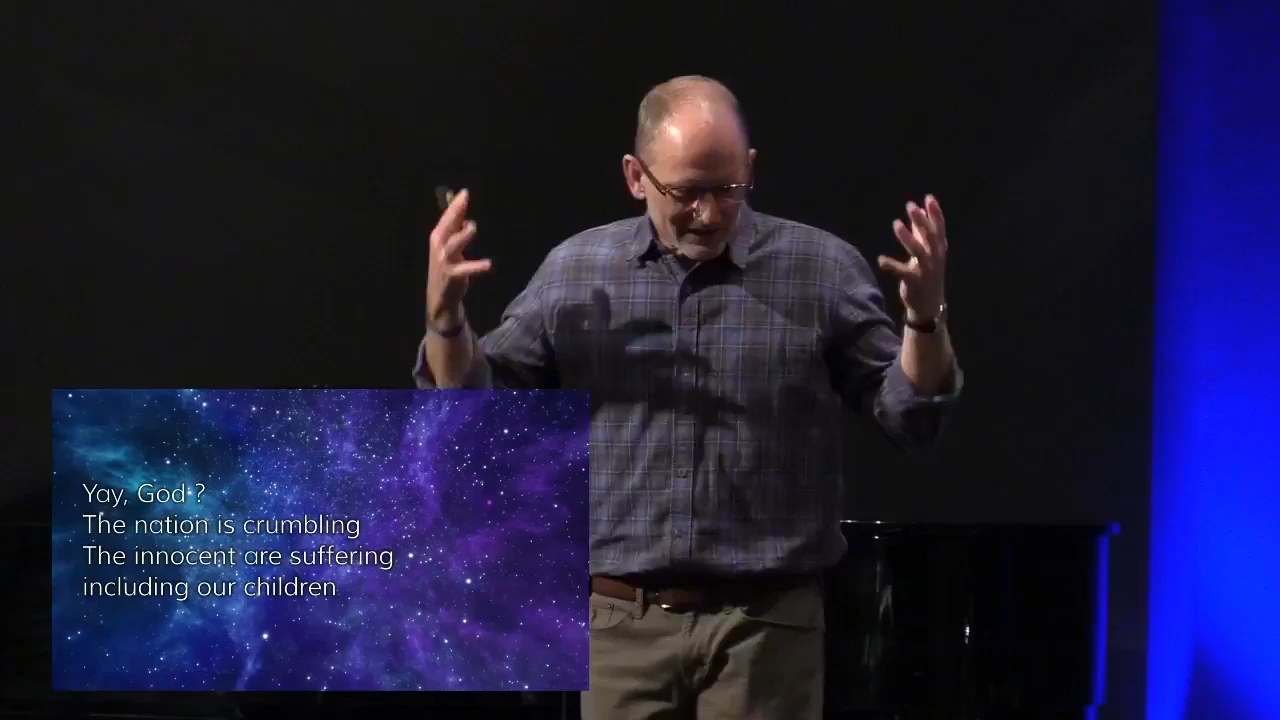 Yay, God ?
The nation is crumbling
The innocent are suffering
including our children